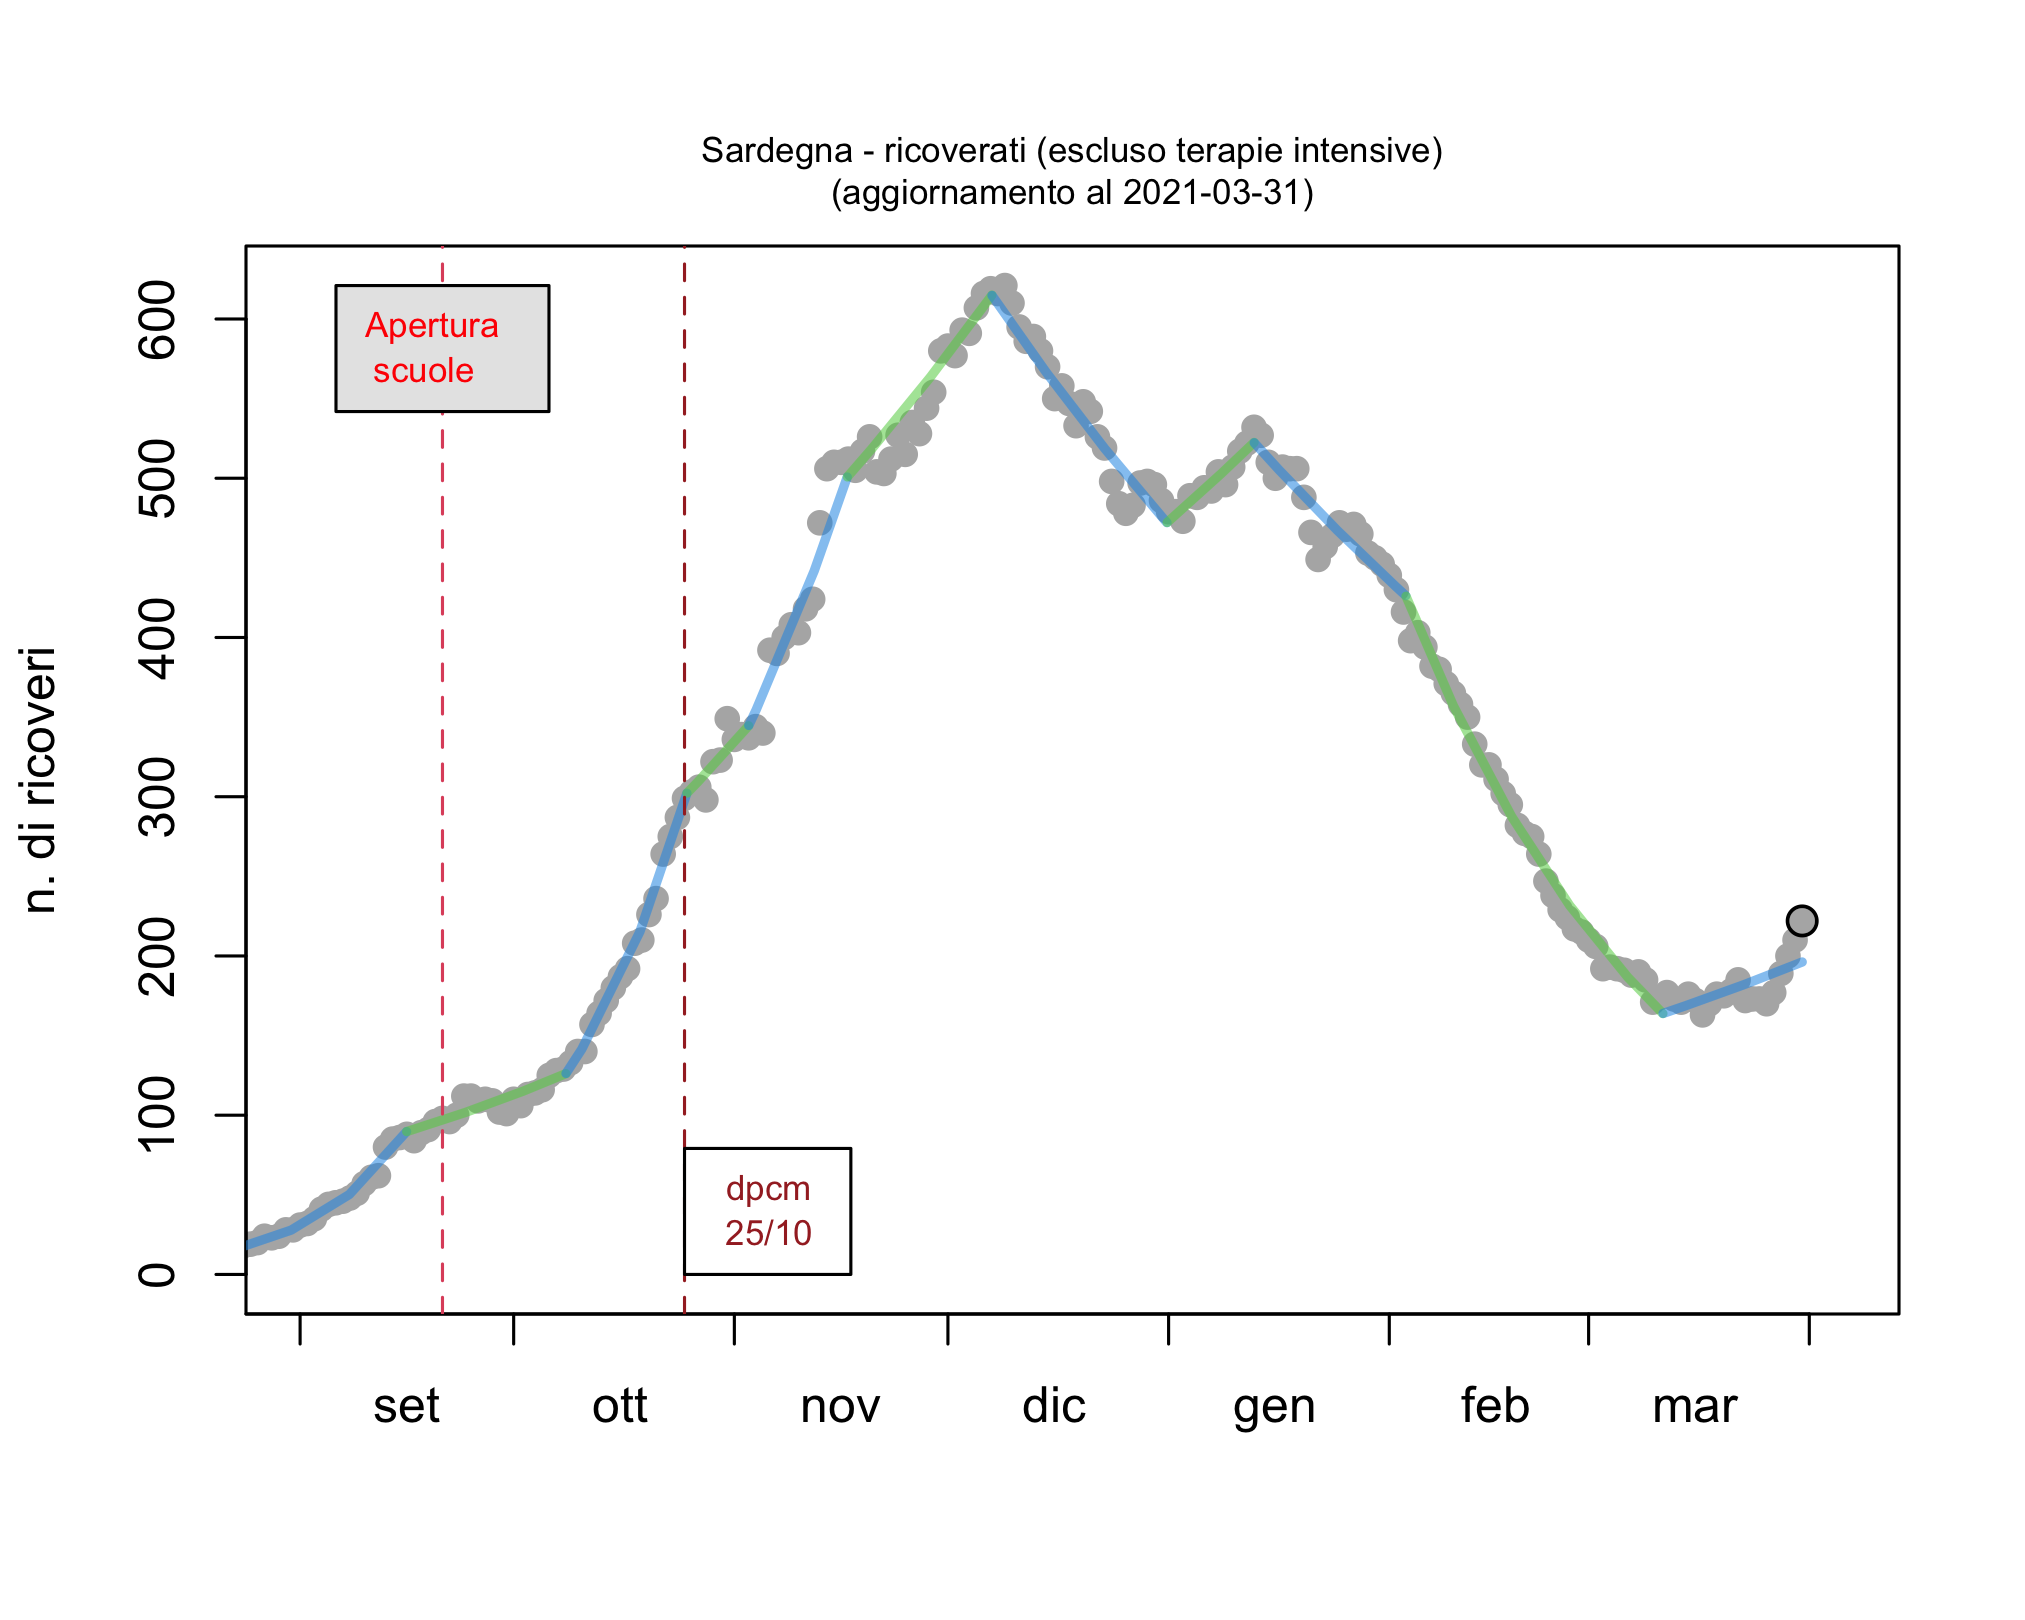 Sardegna - ricoverati (escluso terapie intensive)
(aggiornamento al 2021-03-31)
n. di ricoveri
600
500
400
300
200
100
0
Apertura
scuole
dpcm
25/10
set ott nov dic gen feb mar